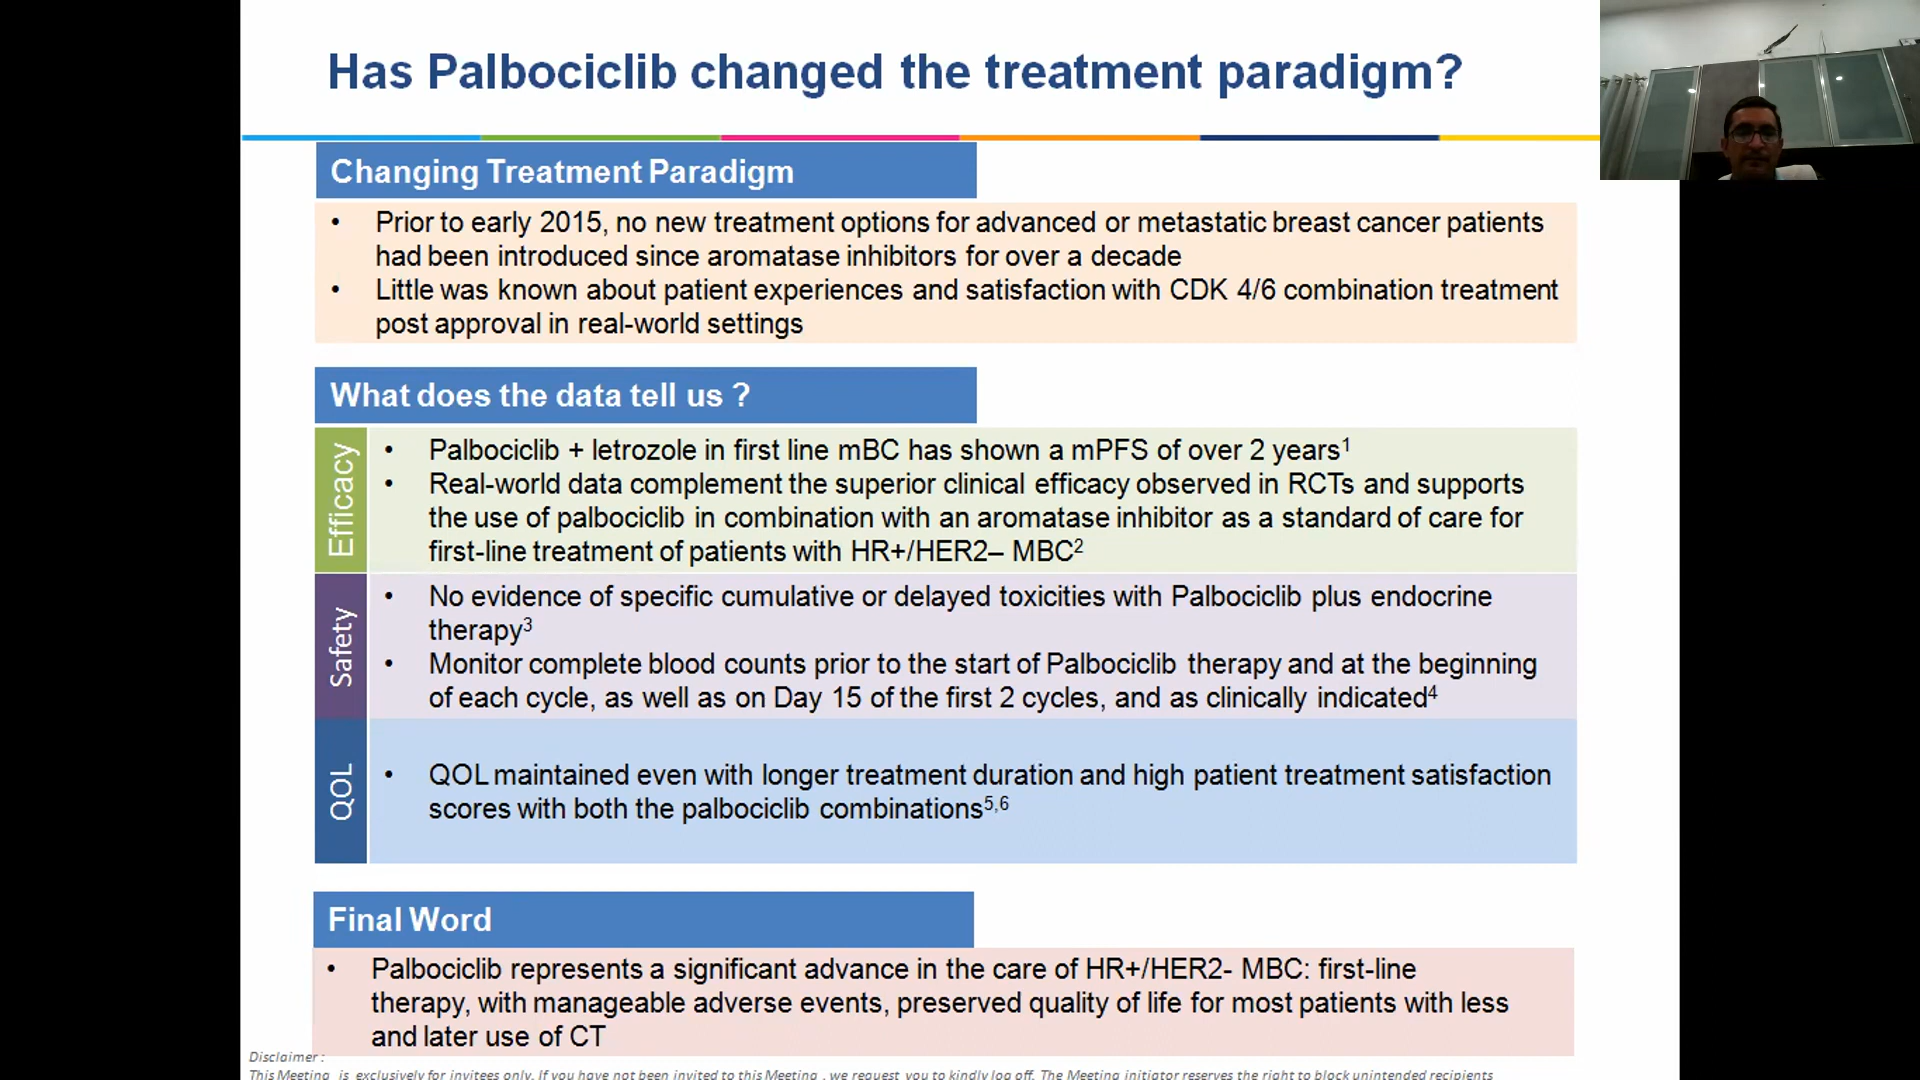 Has Palbociclib changed the treatment paradigm?
Changing Treatment Paradigm
• Prior to early 2015, no new treatment options for advanced or metastatic breast cancer patients
had been introduced since aromatase inhibitors for over a decade
• Little was known about patient experiences and satisfaction with CDK 4/6 combination treatment
post approval in real-world settings
What does the data tell us ?
Efficacy
• Palbociclib + letrozole in first line mBC has shown a mPFS of over 2 years¹
• Real-world data complement the superior clinical efficacy observed in RCTs and supports
the use of palbociclib in combination with an aromatase inhibitor as a standard of care for
first-line treatment of patients with HR+/HER2– MBC²
Safety
• No evidence of specific cumulative or delayed toxicities with Palbociclib plus endocrine
therapy³
• Monitor complete blood counts prior to the start of Palbociclib therapy and at the beginning
of each cycle, as well as on Day 15 of the first 2 cycles, and as clinically indicated⁴
QOL
• QOL maintained even with longer treatment duration and high patient treatment satisfaction
scores with both the palbociclib combinations⁵,⁶
Final Word
• Palbociclib represents a significant advance in the care of HR+/HER2- MBC: first-line
therapy, with manageable adverse events, preserved quality of life for most patients with less
and later use of CT
Disclaimer :
This Meeting is exclusively for invitees only. If you have not been invited to this Meeting , we request you to kindly log off. The Meeting initiator reserves the right to block unintended recipients